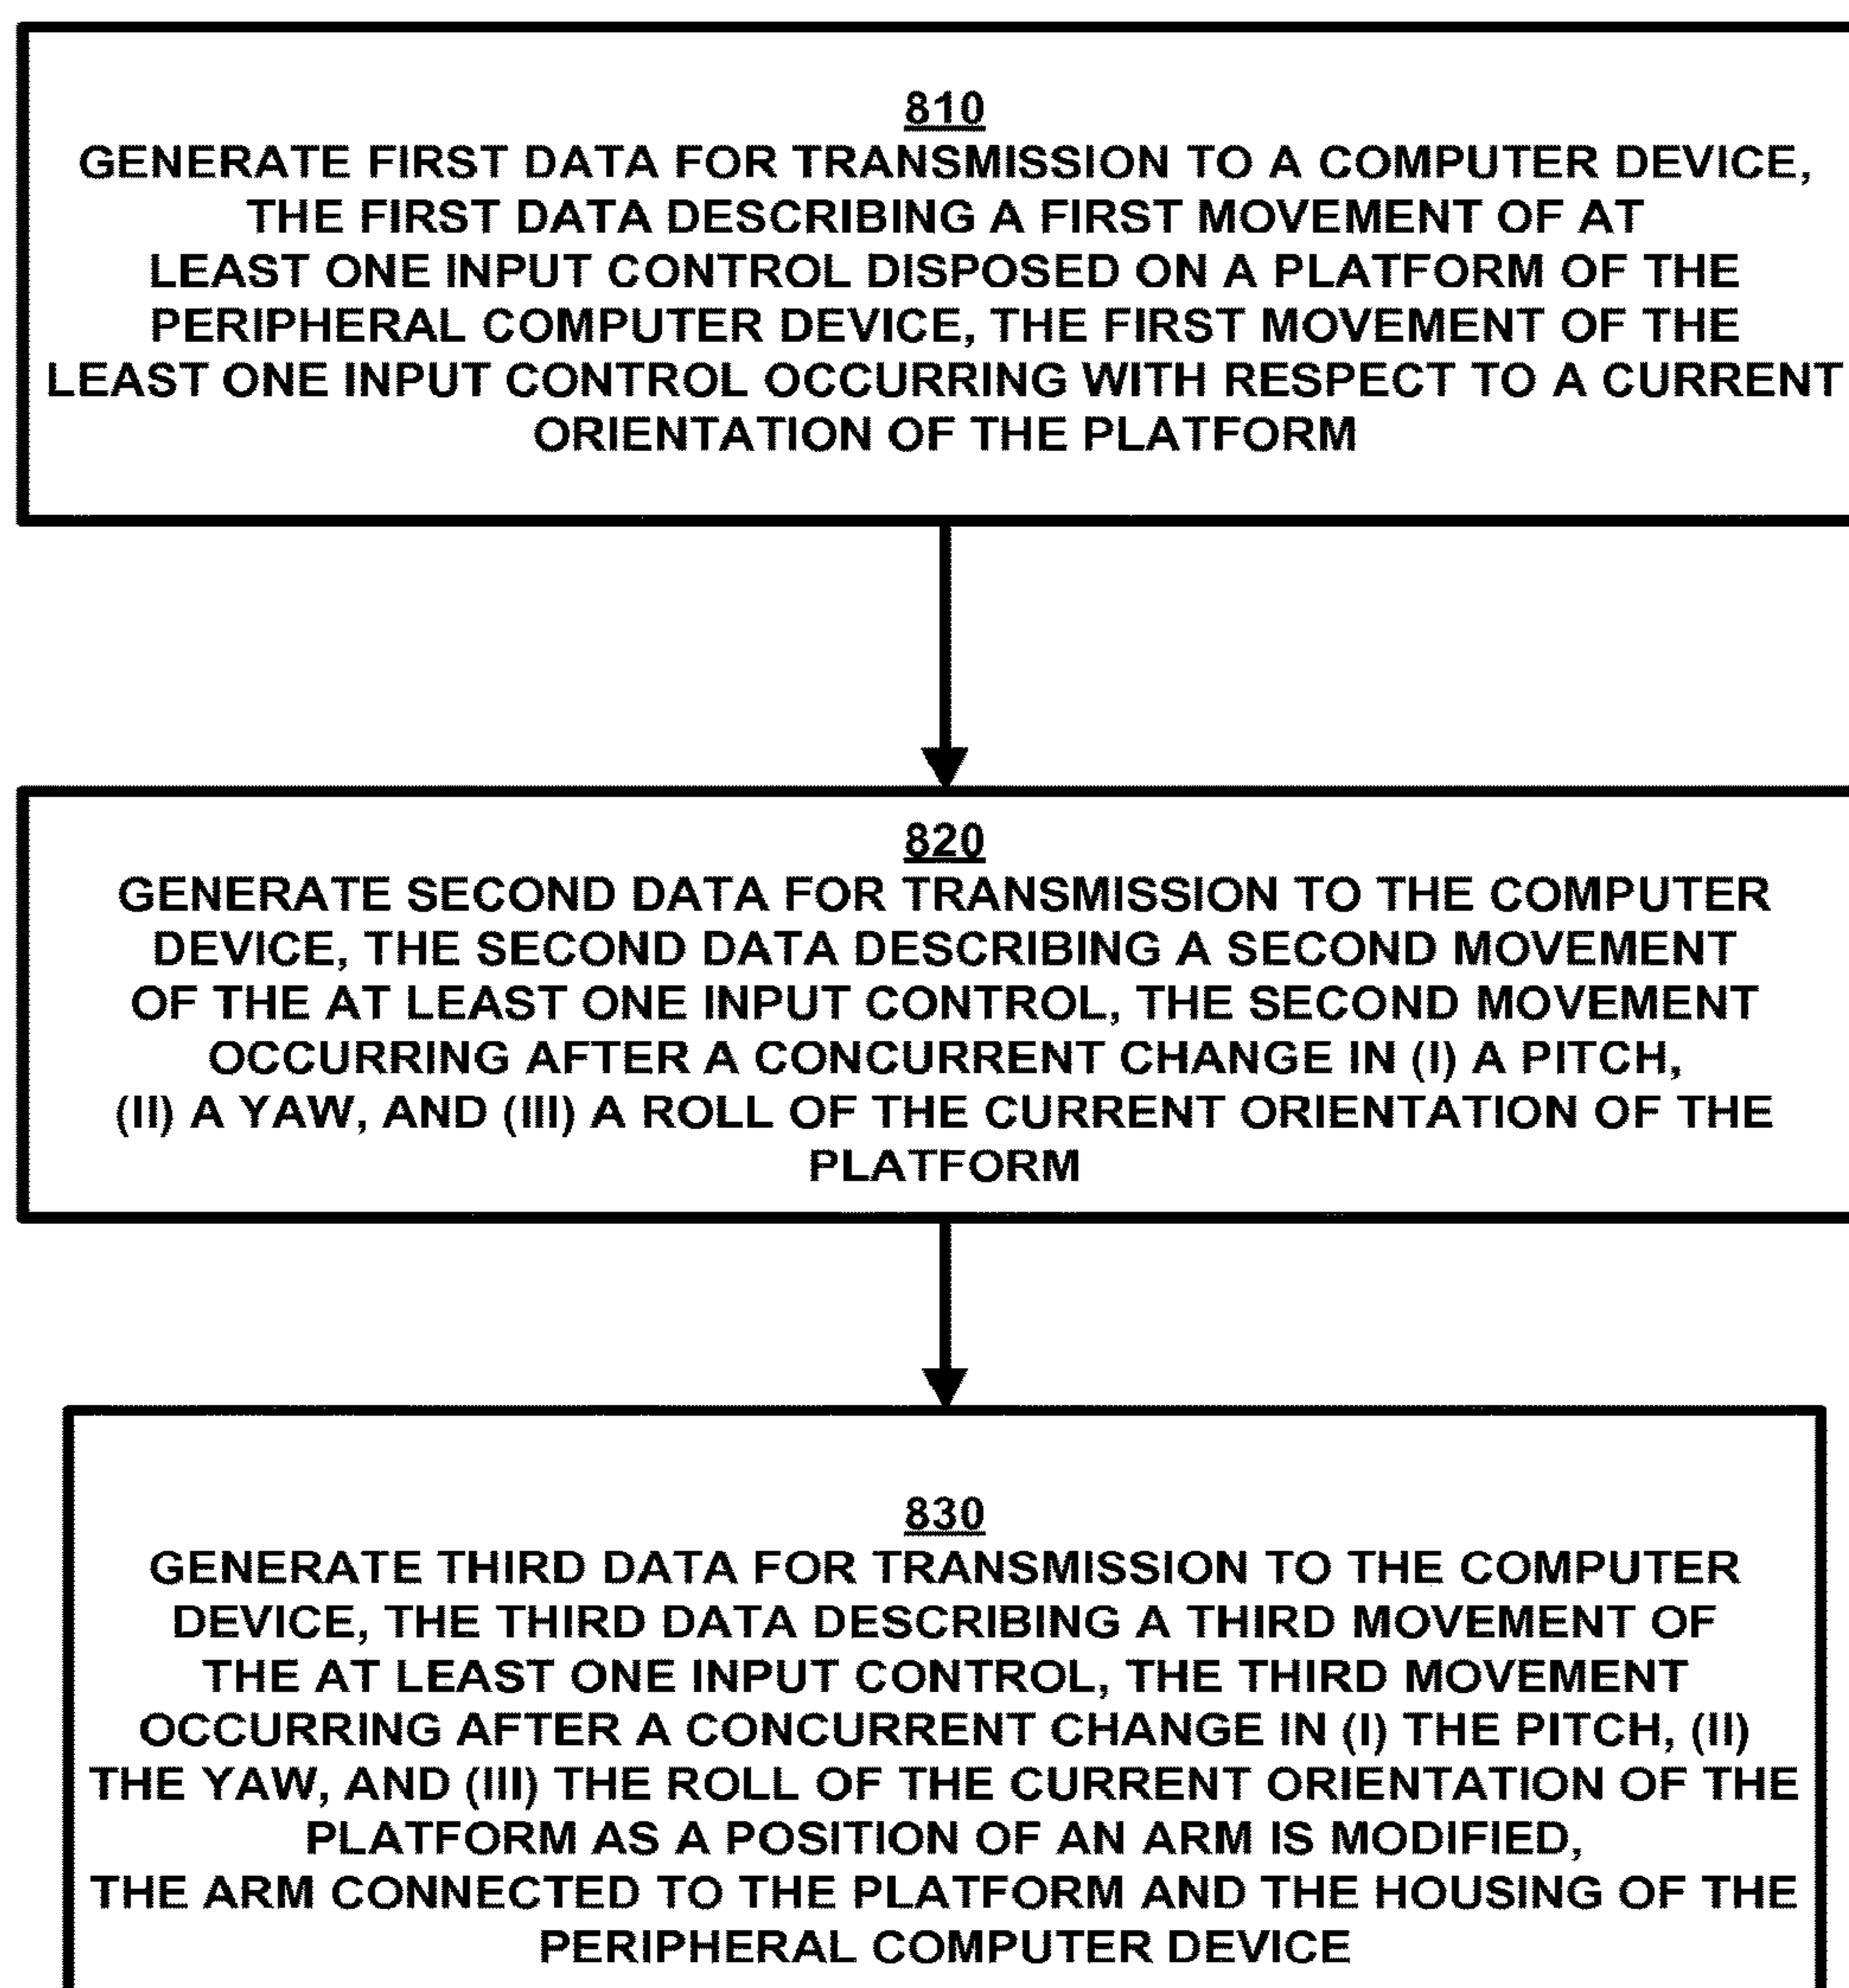 810
GENERATE FIRST DATA FOR TRANSMISSION TO A COMPUTER DEVICE,
THE FIRST DATA DESCRIBING A FIRST MOVEMENT OF AT
LEAST ONE INPUT CONTROL DISPOSED ON A PLATFORM OF THE
PERIPHERAL COMPUTER DEVICE, THE FIRST MOVEMENT OF THE
LEAST ONE INPUT CONTROL OCCURRING WITH RESPECT TO A CURRENT
ORIENTATION OF THE PLATFORM
820
GENERATE SECOND DATA FOR TRANSMISSION TO THE COMPUTER
DEVICE, THE SECOND DATA DESCRIBING A SECOND MOVEMENT
OF THE AT LEAST ONE INPUT CONTROL, THE SECOND MOVEMENT
OCCURRING AFTER A CONCURRENT CHANGE IN (I) A PITCH,
(II) A YAW, AND (III) A ROLL OF THE CURRENT ORIENTATION OF THE
PLATFORM
830
GENERATE THIRD DATA FOR TRANSMISSION TO THE COMPUTER
DEVICE, THE THIRD DATA DESCRIBING A THIRD MOVEMENT OF
THE AT LEAST ONE INPUT CONTROL, THE THIRD MOVEMENT
OCCURRING AFTER A CONCURRENT CHANGE IN (I) THE PITCH, (II)
THE YAW, AND (III) THE ROLL OF THE CURRENT ORIENTATION OF THE
PLATFORM AS A POSITION OF AN ARM IS MODIFIED,
THE ARM CONNECTED TO THE PLATFORM AND THE HOUSING OF THE
PERIPHERAL COMPUTER DEVICE